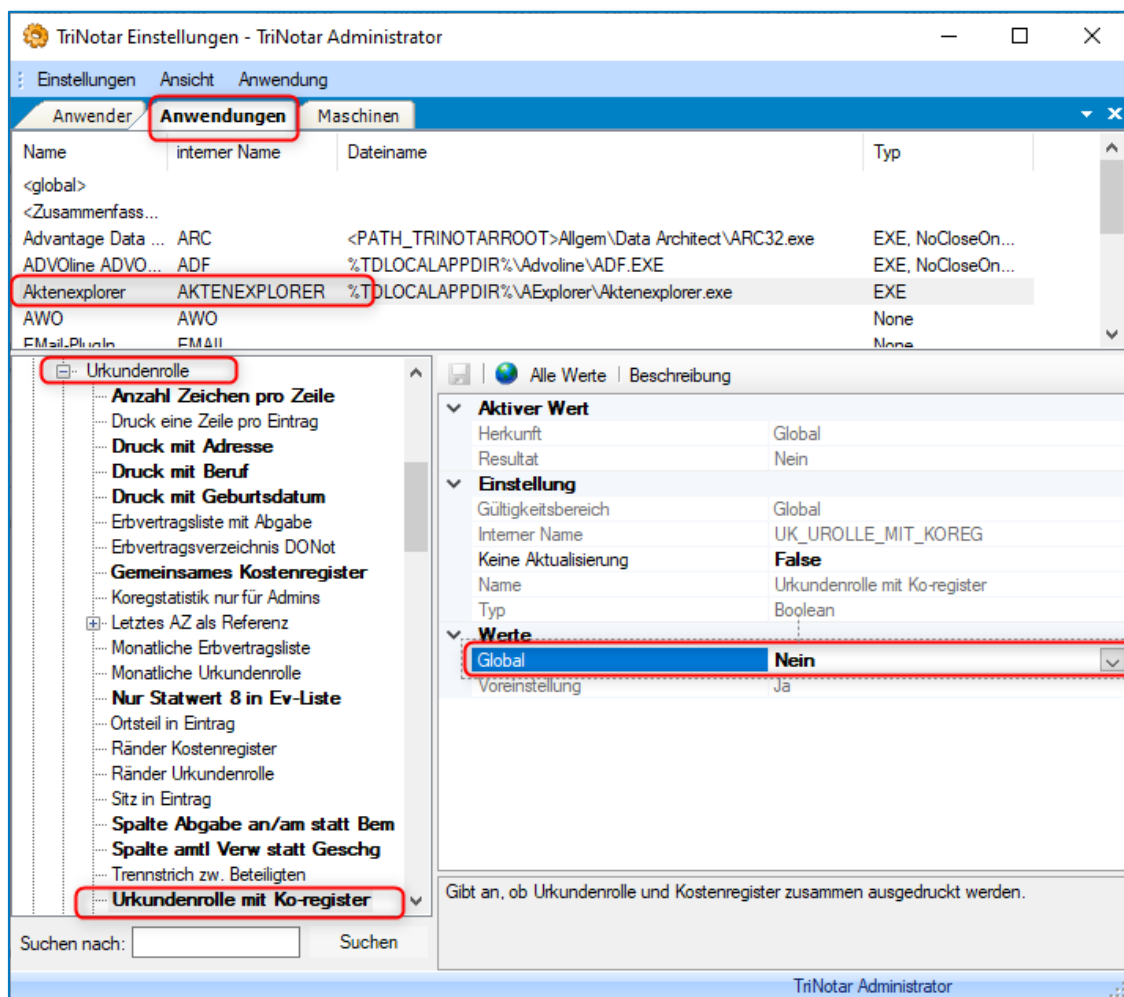 TriNotar Einstellungen - TriNotar Administrator
Einstellungen Ansicht Anwendung
Anwender Anwendungen Maschinen
Name interner Name Dateiname Typ
<global>
<Zusammenfass...
Advantage Data ... ARC <PATH_TRINOTARROOT>Allgem\Data Architect\ARC32.exe EXE, NoCloseOn...
ADVOline ADVO... ADF %TDLOCALAPPDIR%\Advoline\ADF.EXE EXE, NoCloseOn...
Aktenexplorer AKTENEXPLORER %TDLOCALAPPDIR%\AExplorer\Aktenexplorer.exe EXE
AWO AWO None
EMail-PlugIn EMAIL None
Urkundenrolle
Anzahl Zeichen pro Zeile
Druck eine Zeile pro Eintrag
Druck mit Adresse
Druck mit Beruf
Druck mit Geburtsdatum
Erbvertragsliste mit Abgabe
Erbvertragsverzeichnis DONot
Gemeinsames Kostenregister
Koregstatistik nur für Admins
Letztes AZ als Referenz
Monatliche Erbvertragsliste
Monatliche Urkundenrolle
Nur Statwert 8 in Ev-Liste
Ortsteil in Eintrag
Ränder Kostenregister
Ränder Urkundenrolle
Sitz in Eintrag
Spalte Abgabe an/am statt Bem
Spalte amtl Verw statt Geschg
Trennstrich zw. Beteiligten
Urkundenrolle mit Ko-register
Suchen nach: Suchen
Alle Werte Beschreibung
Aktiver Wert
Herkunft Global
Resultat Nein
Einstellung
Gültigkeitsbereich Global
Interner Name UK_UROLLE_MIT_KOREG
Keine Aktualisierung False
Name Urkundenrolle mit Ko-register
Typ Boolean
Werte
Global Nein
Voreinstellung Ja
Gibt an, ob Urkundenrolle und Kostenregister zusammen ausgedruckt werden.
TriNotar Administrator